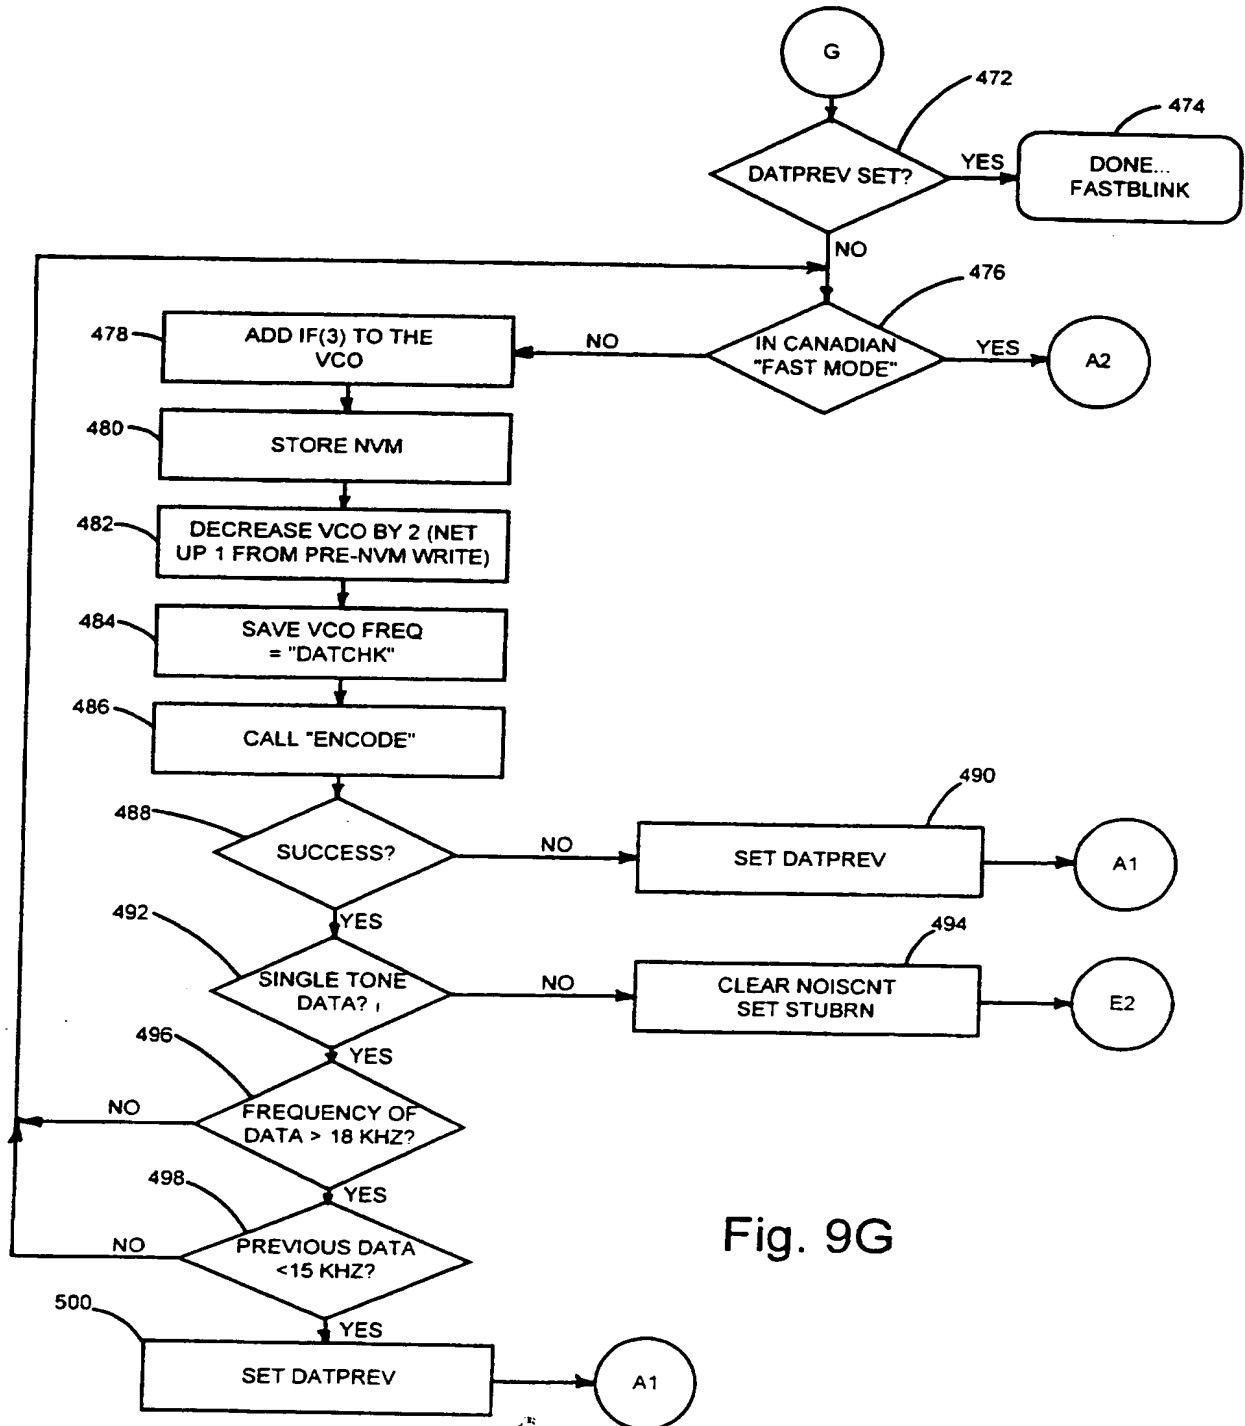 G
472
474
DATPREV SET?
YES
DONE...
FASTBLINK
NO
476
478
ADD IF(3) TO THE
VCO
NO
IN CANADIAN
"FAST MODE"
YES
A2
480
STORE NVM
482
DECREASE VCO BY 2 (NET
UP 1 FROM PRE-NVM WRITE)
484
SAVE VCO FREQ
= "DATCHK"
486
CALL "ENCODE"
488
SUCCESS?
NO
490
SET DATPREV
A1
YES
492
SINGLE TONE
DATA?
NO
494
CLEAR NOISCNT
SET STUBRN
E2
YES
496
NO
FREQUENCY OF
DATA > 18 KHZ?
YES
498
NO
PREVIOUS DATA
<15 KHZ?
Fig. 9G
YES
500
SET DATPREV
A1